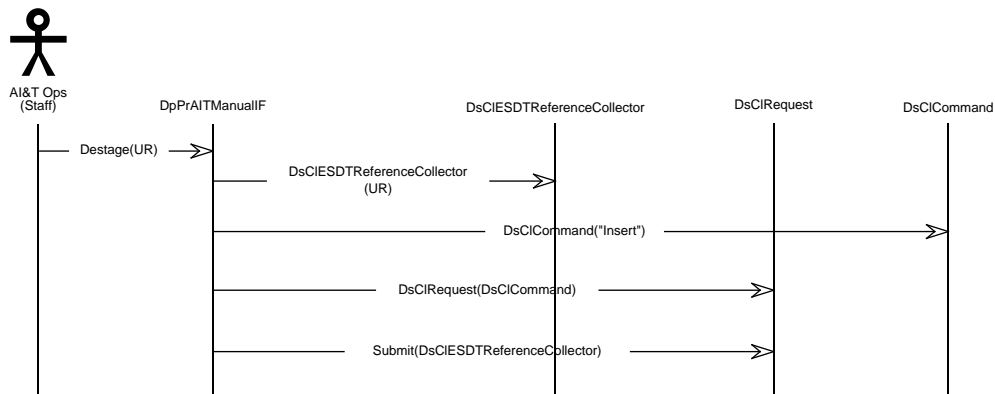 AI&T Ops
(Staff)
DpPrAITManualIF
DsClESDTReferenceCollector
DsClRequest
DsClCommand
Destage(UR)
DsClESDTReferenceCollector
(UR)
DsClCommand("Insert")
DsClRequest(DsClCommand)
Submit(DsClESDTReferenceCollector)